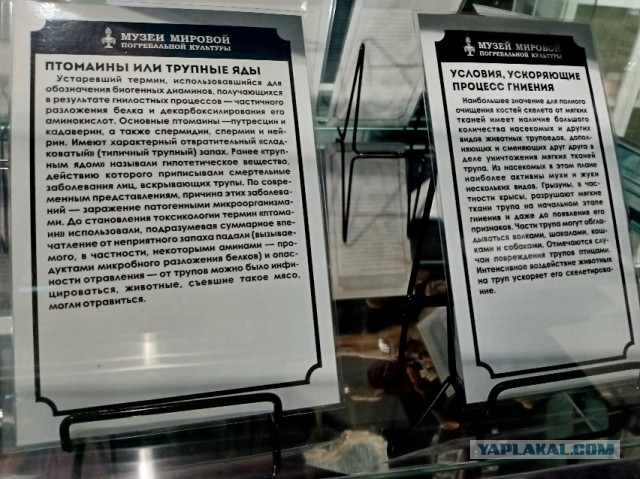 МУЗЕЙ МИРОВОЙ
ПОГРЕБАЛЬНОЙ КУЛЬТУРЫ
ПТОМАИНЫ ИЛИ ТРУПНЫЕ ЯДЫ
Устаревший термин, использовавшийся для
обозначения биогенных диаминов, получающихся
в результате гнилостных процессов — частичного
разложения белка и декарбоксилирования его
аминокислот. Основные птомаины —путресцин и
кадаверин, а также спермидин, спермин и ней-
рин. Имеют характерный отвратительный «слад-
коватыйй (типичный трупный) запах. Ранее «труп-
ным ядом» называли гипотетическое вещество,
действию которого приписывали смертельные
заболевания лиц, вскрывающих трупы. По совре-
менным представлениям, причина этих заболева-
ний — заражение патогенными микроорганизма-
ми. До становления токсикологии термин «птома-
ин» использовали, подразумевая суммарное впе-
чатление от неприятного запаха падали (вызывае-
мого, в частности, некоторыми аминами — про-
дуктами микробного разложения белков) и опас-
ности отравления — от трупов можно было инфи-
цироваться, животные, съевшие такое мясо,
могли отравиться.
МУЗЕЙ МИРОВОЙ
ПОГРЕБАЛЬНОЙ КУЛЬТУРЫ
УСЛОВИЯ, УСКОРЯЮЩИЕ
ПРОЦЕСС ГНИЕНИЯ
Наибольшее значение для полного
очищения костей скелета от мягких
тканей имеют наличие большого
количества насекомых и других
видов животных трупоедов, допол-
няющих и сменяющих друг друга в
деле уничтожения мягких тканей
трупа. Из насекомых в этом плане
наиболее активны мухи и жуки
нескольких видов. Грызуны, в час-
тности крысы, разрушают мягкие
ткани трупа на начальном этапе
гниения и даже до появления его
признаков. Части трупа могут обгла-
дываться волками, шакалами, кош-
ками и собаками. Отмечаются слу-
чаи повреждения трупов птицами.
Интенсивное воздействие животных
на труп ускоряет его скелетирова-
ние.
YAPLAKAL.COM